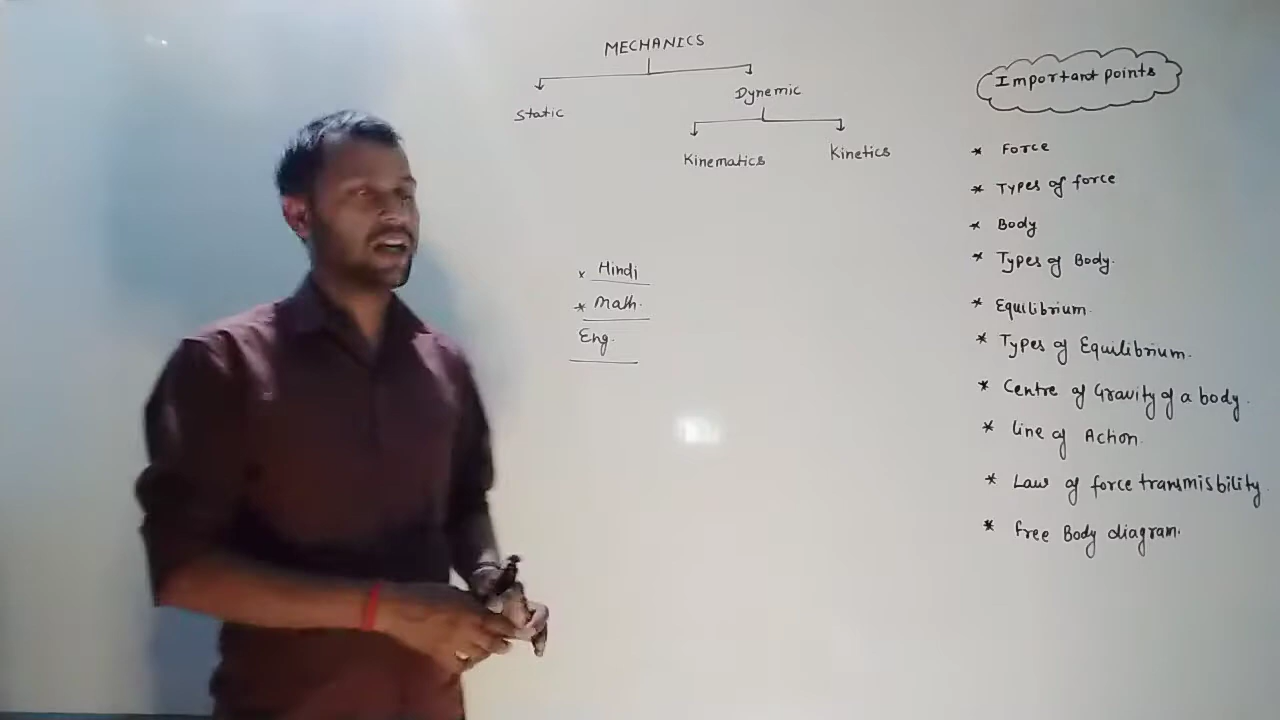 MECHANICS
Static
Dynemic
Kinematics
Kinetics
* Hindi
* Math.
Eng.
Important points
* Force
* Types of force
* Body
* Types of Body.
* Equilibrium.
* Types of Equilibrium.
* Centre of Gravity of a body.
* Line of Action.
* Law of force transmisbility
* Free Body diagram.